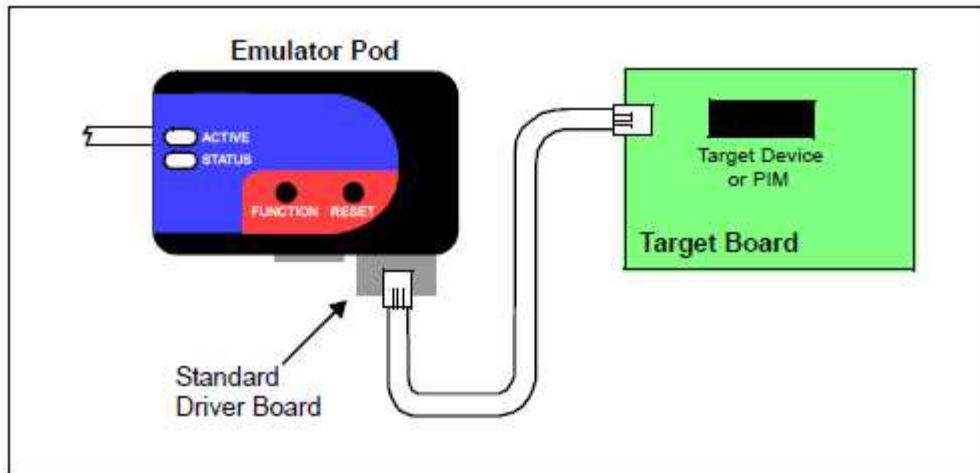 Emulator Pod
ACTIVE
STATUS
FUNCTION RESET
Standard
Driver Board
Target Device
or PIM
Target Board